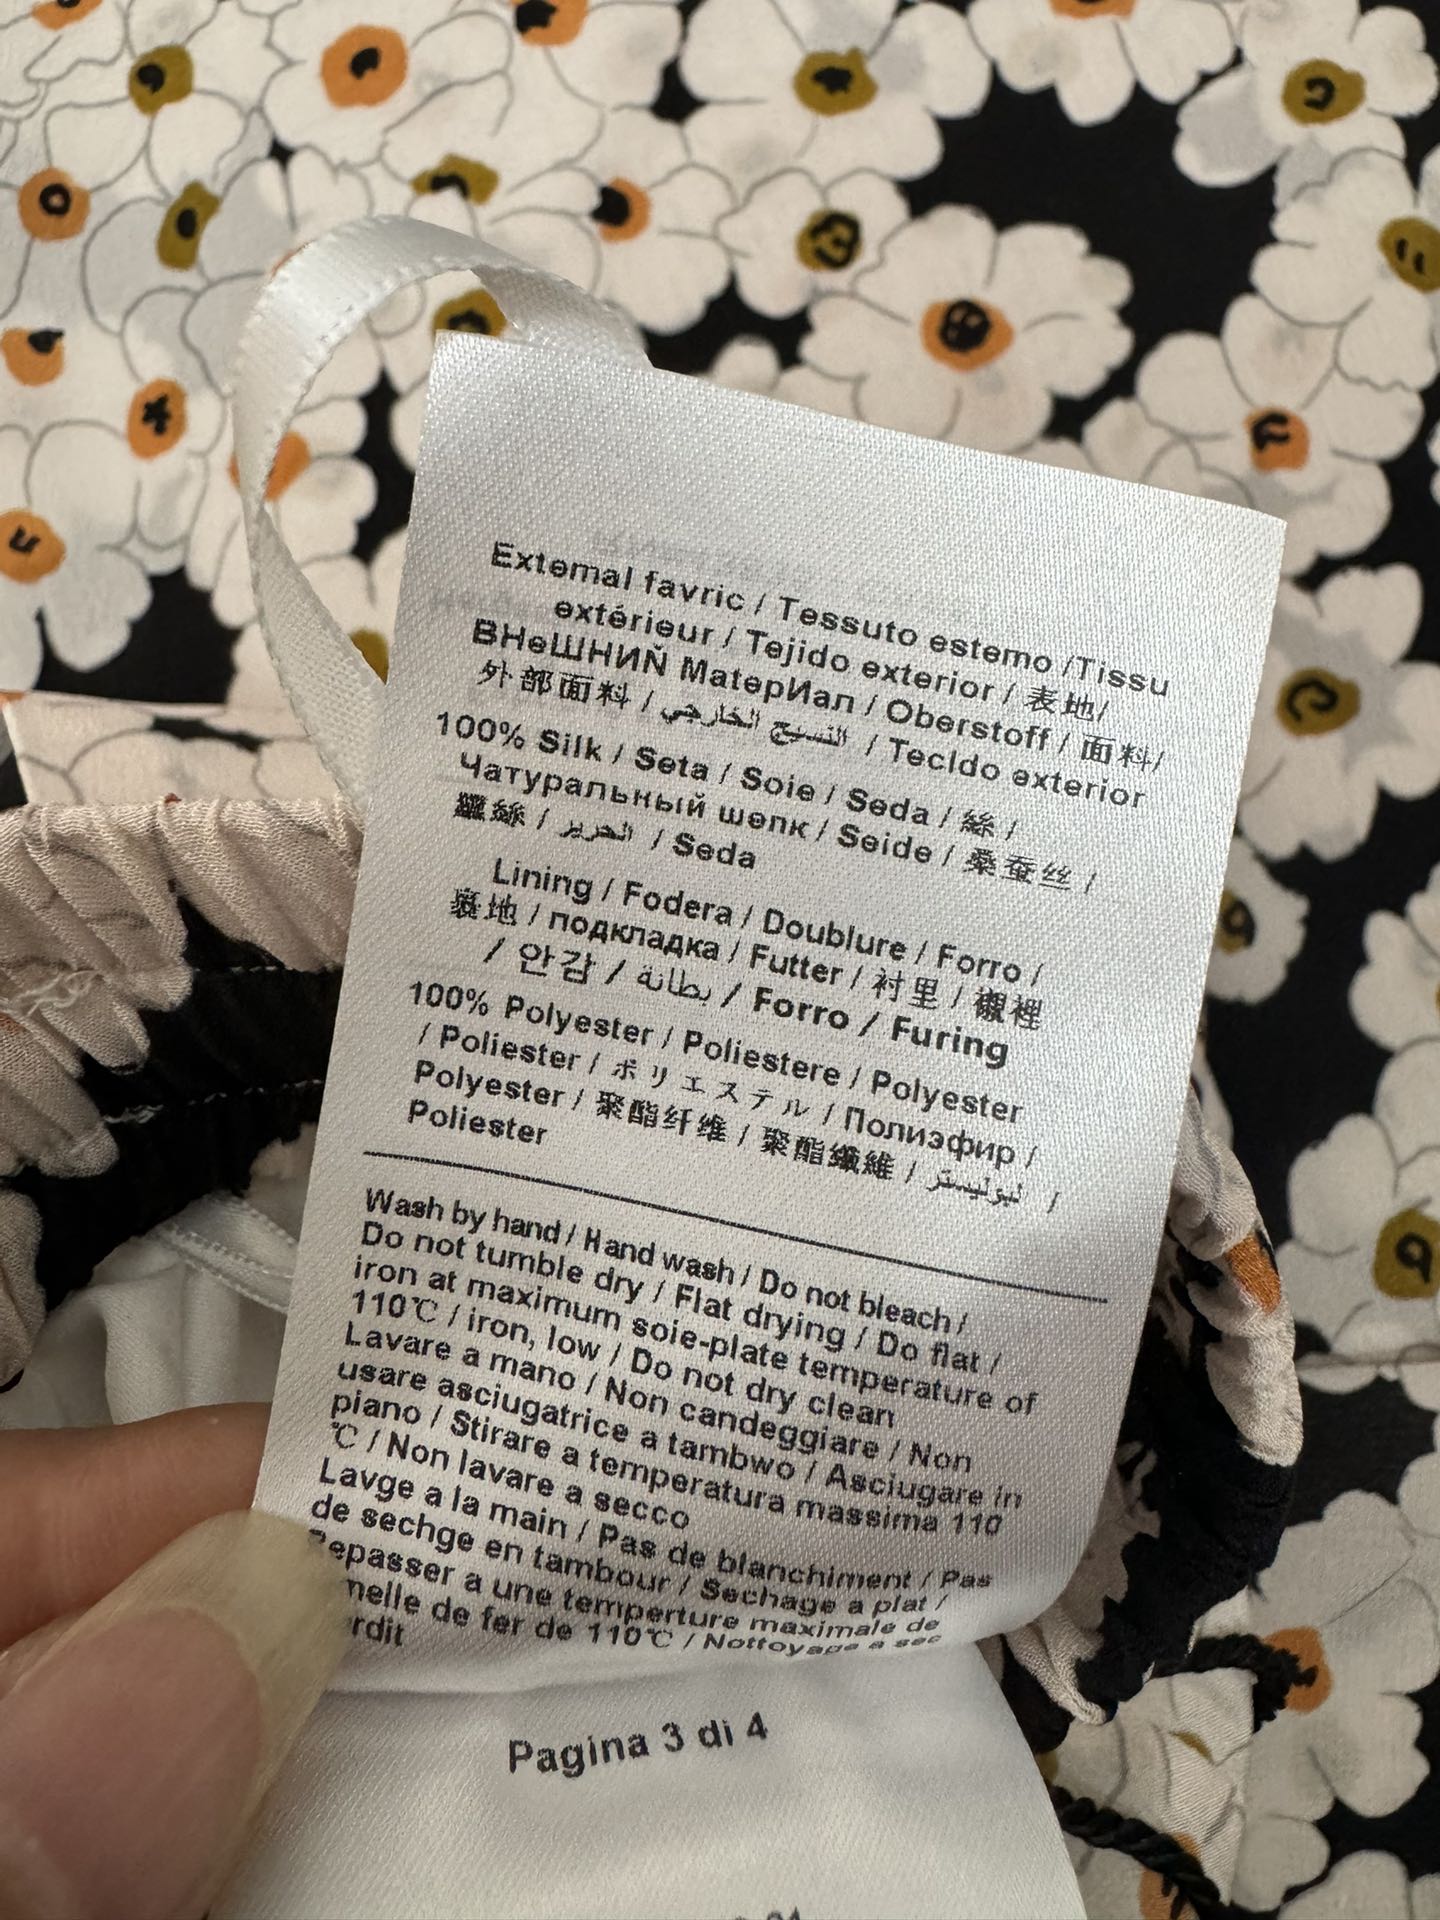 Extemal favric / Tessuto estemo /Tissu
extérieur / Tejido exterior / 表地/
ВНеШНИЙ МатерИал / Oberstoff / 面料/
外部面料 / النسيج الخارجي / TecIdo exterior
100% Silk / Seta / Soie / Seda / 絲 /
Чатуральный шелк / Seide / 桑蚕丝 /
蠶絲 / الحرير / Seda
Lining / Fodera / Doublure / Forro /
裏地 / подкладка / Futter / 衬里 / 襯裡
/ 안감 / بطانة / Forro / Furing
100% Polyester / Poliestere / Polyester
/ Poliester / ポリエステル / Полиэфир /
Polyester / 聚酯纤维 / 聚酯纖維 / ليوليستر /
Poliester
Wash by hand / Hand wash / Do not bleach /
Do not tumble dry / Flat drying / Do flat /
iron at maximum soie-plate temperature of
110℃ / iron, low / Do not dry clean
Lavare a mano / Non candeggiare / Non
usare asciugatrice a tambwo / Asciugare in
piano / Stirare a temperatura massima 110
℃ / Non lavare a secco
Lavge a la main / Pas de blanchiment / Pas
de sechge en tambour / Sechage a plat /
Repasser a une temperture maximale de
melle de fer de 110℃ / Nottoyage a sec
rdit
Pagina 3 di 4